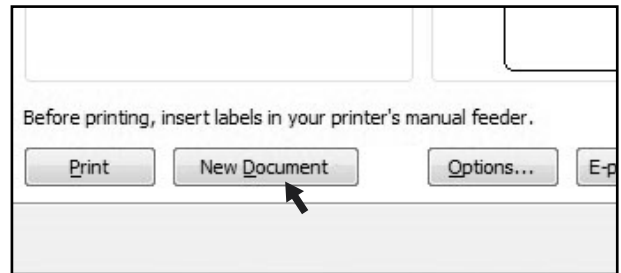 Before printing, insert labels in your printer's manual feeder.
Print New Document Options... E-p